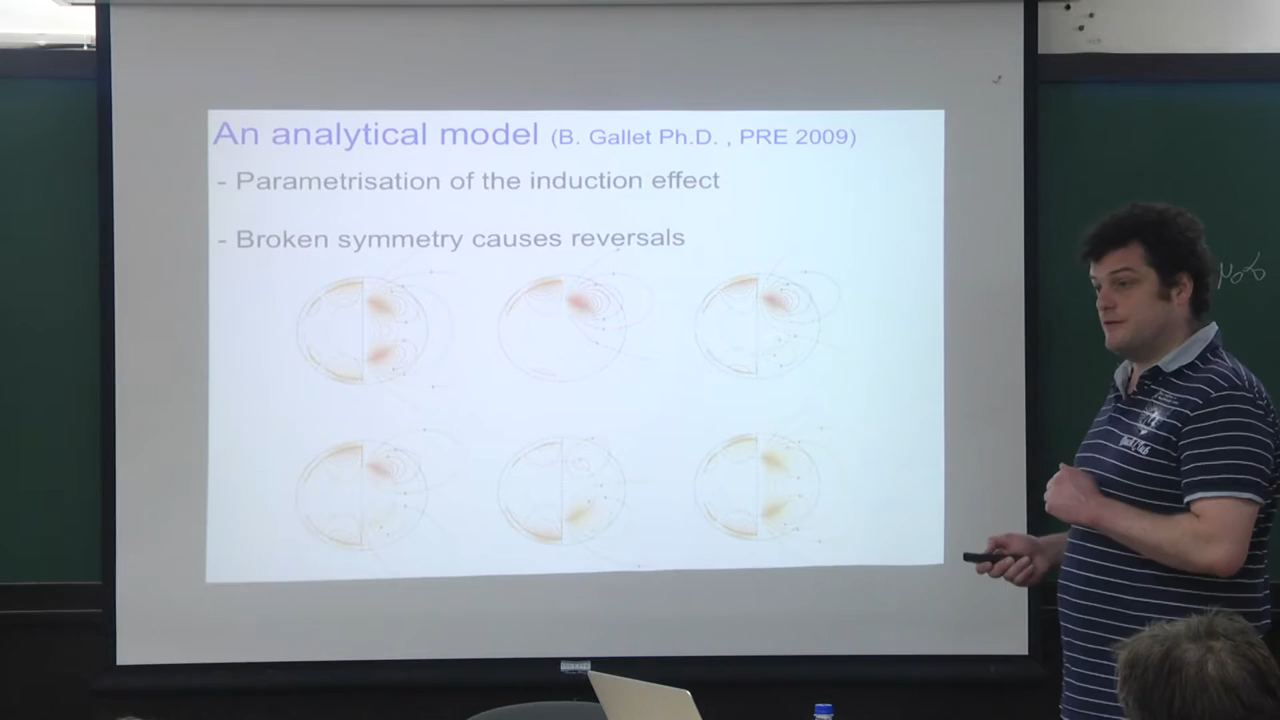 An analytical model (B. Gallet Ph.D. , PRE 2009)
- Parametrisation of the induction effect
- Broken symmetry causes reversals